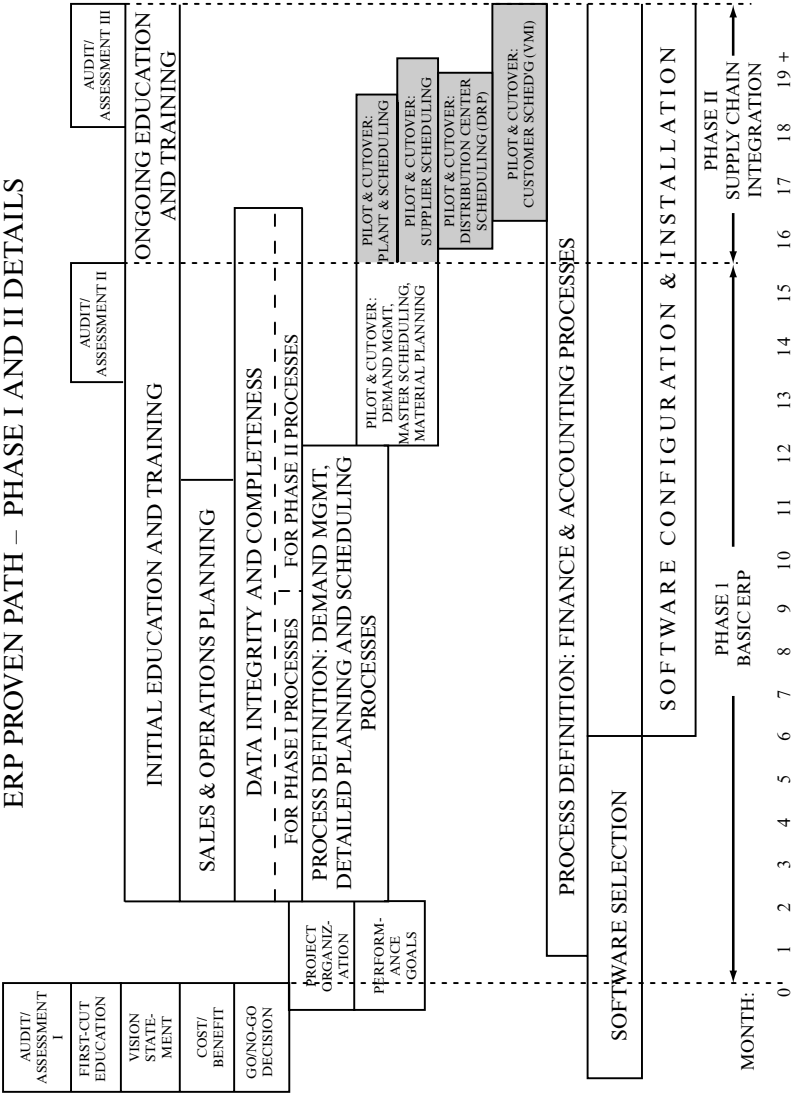 ERP PROVEN PATH – PHASE I AND II DETAILS
AUDIT/
ASSESSMENT
I
FIRST-CUT
EDUCATION
VISION
STATE-
MENT
COST/
BENEFIT
GO/NO-GO
DECISION
PROJECT
ORGANIZ-
ATION
PERFORM-
ANCE
GOALS
AUDIT/
ASSESSMENT II
AUDIT/
ASSESSMENT III
INITIAL EDUCATION AND TRAINING
ONGOING EDUCATION
AND TRAINING
SALES & OPERATIONS PLANNING
DATA INTEGRITY AND COMPLETENESS
FOR PHASE I PROCESSES
FOR PHASE II PROCESSES
PROCESS DEFINITION: DEMAND MGMT,
DETAILED PLANNING AND SCHEDULING
PROCESSES
PILOT & CUTOVER:
DEMAND MGMT,
MASTER SCHEDULING,
MATERIAL PLANNING
PILOT & CUTOVER:
PLANT & SCHEDULING
PILOT & CUTOVER:
SUPPLIER SCHEDULING
PILOT & CUTOVER:
DISTRIBUTION CENTER
SCHEDULING (DRP)
PILOT & CUTOVER:
CUSTOMER SCHED'G (VMI)
PROCESS DEFINITION: FINANCE & ACCOUNTING PROCESSES
SOFTWARE SELECTION
SOFTWARE CONFIGURATION & INSTALLATION
PHASE 1
BASIC ERP
PHASE II
SUPPLY CHAIN
INTEGRATION
MONTH:
0 1 2 3 4 5 6 7 8 9 10 11 12 13 14 15 16 17 18 19 +